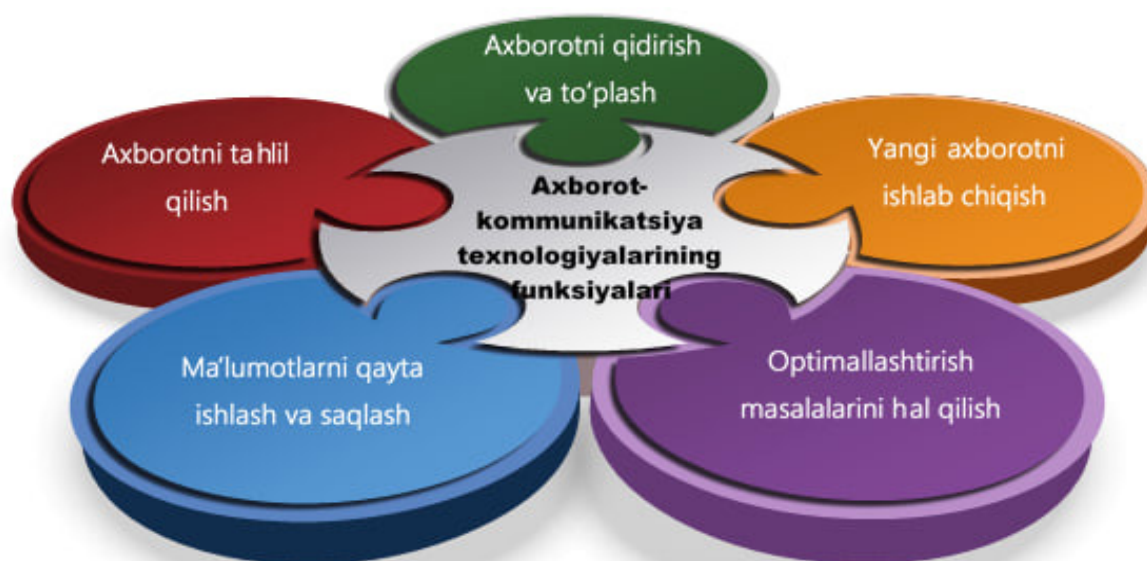 Axborotni qidirish
va to‘plash
Axborotni tahlil
qilish
Yangi axborotni
ishlab chiqish
Axborot-
kommunikatsiya
texnologiyalarining
funksiyalari
Ma’lumotlarni qayta
ishlash va saqlash
Optimallashtirish
masalalarini hal qilish